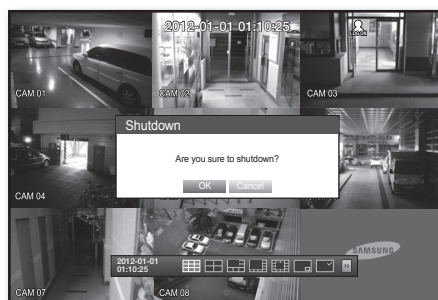 2012-01-01 01:10:25
LOGON
CAM 01
CAM 02
CAM 03
Shutdown
Are you sure to shutdown?
OK
Cancel
CAM 04
SAMSUNG
2012-01-01
01:10:25
CAM 07
CAM 08